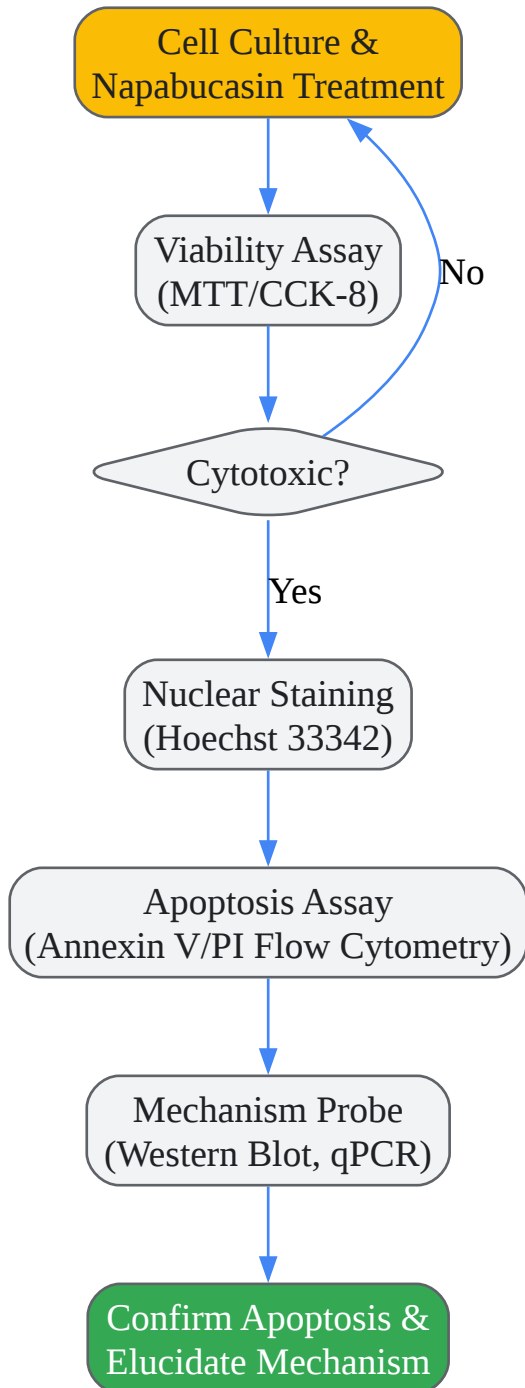 Cell Culture &
Napabucasin Treatment
Viability Assay
(MTT/CCK-8)
No
Cytotoxic?
Yes
Nuclear Staining
(Hoechst 33342)
Apoptosis Assay
(Annexin V/PI Flow Cytometry)
Mechanism Probe
(Western Blot, qPCR)
Confirm Apoptosis &
Elucidate Mechanism